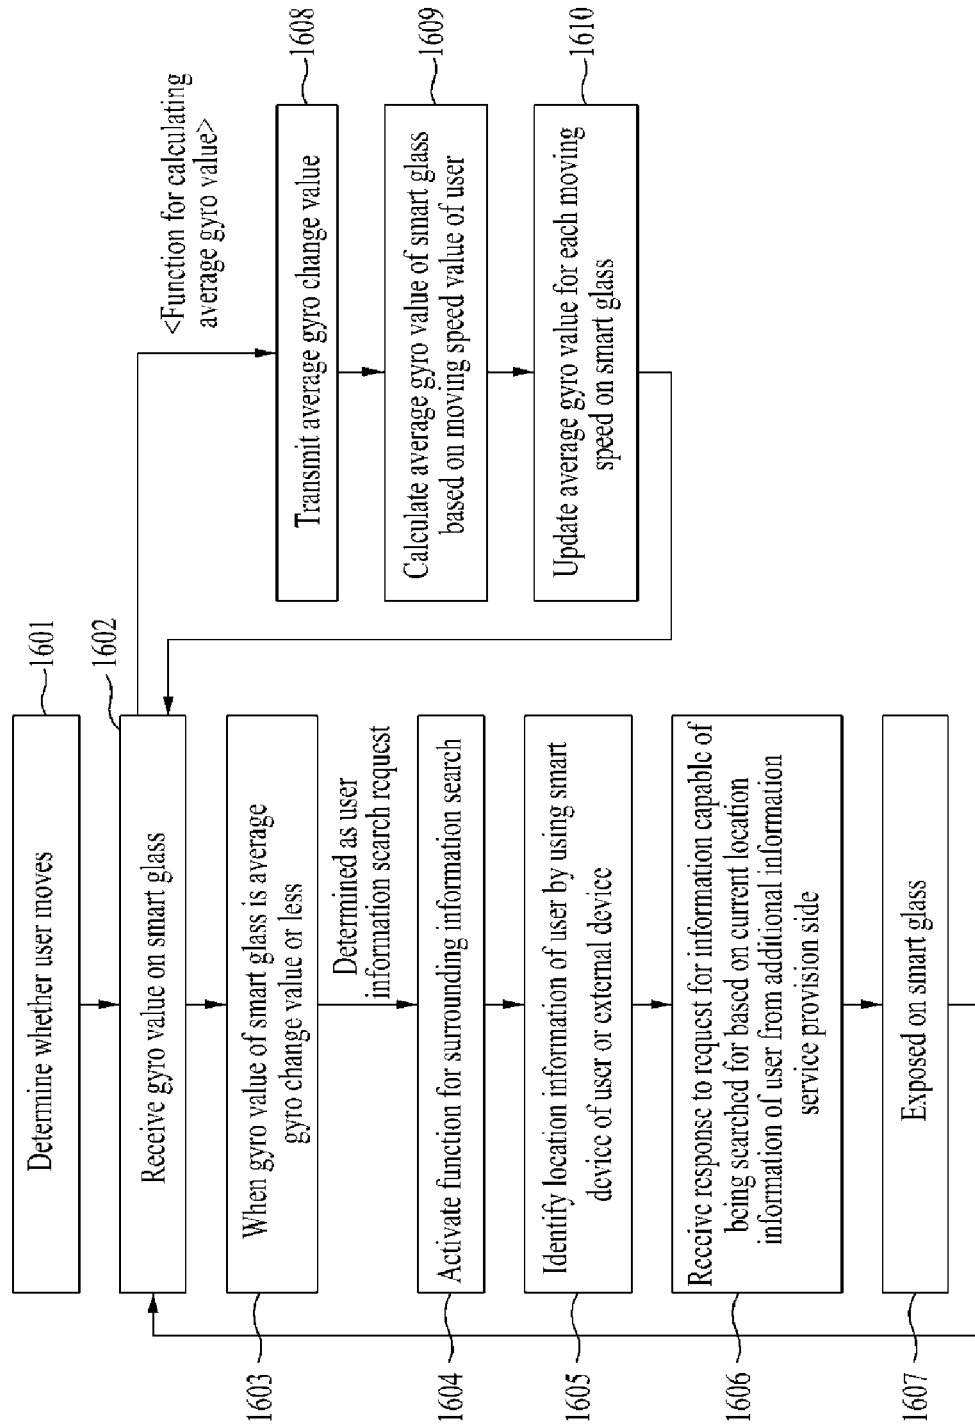 Determine whether user moves
1601
Receive gyro value on smart glass
1602
When gyro value of smart glass is average
gyro change value or less
1603
Determined as user
information search request
Activate function for surrounding information search
1604
Identify location information of user by using smart
device of user or external device
1605
Receive response to request for information capable of
being searched for based on current location
information of user from additional information
service provision side
1606
Exposed on smart glass
1607
<Function for calculating
average gyro value>
Transmit average gyro change value
1608
Calculate average gyro value of smart glass
based on moving speed value of user
1609
Update average gyro value for each moving
speed on smart glass
1610